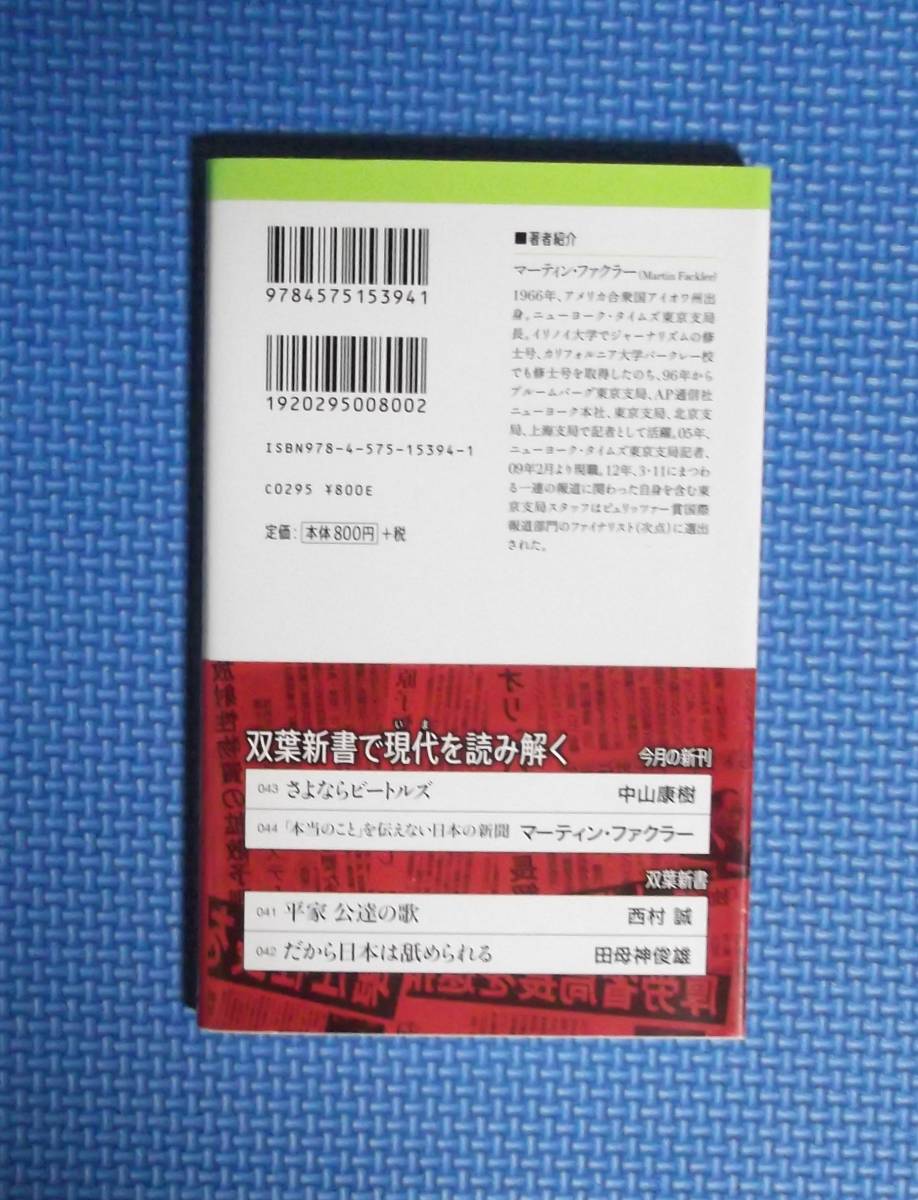 9784575153941
1920295008002
ISBN978-4-575-15394-1
C0295 ¥800E
定価: 本体800円 +税
■著者紹介
マーティン・ファクラー(Martin Fackler)
1966年、アメリカ合衆国アイオワ州出
身。ニューヨーク・タイムズ東京支局
長。イリノイ大学でジャーナリズムの修
士号、カリフォルニア大学バークレー校
でも修士号を取得したのち、96年から
ブルームバーグ東京支局、AP通信社
ニューヨーク本社、東京支局、北京支
局、上海支局で記者として活躍。05年、
ニューヨーク・タイムズ東京支局記者、
09年2月より現職。12年、3・11にまつわ
る一連の報道に関わった自身を含む東
京支局スタッフはピュリッツァー賞国際
報道部門のファイナリスト(次点)に選出
された。
いま
双葉新書で現代を読み解く 今月の新刊
043 さよならビートルズ 中山康樹
044 「本当のこと」を伝えない日本の新聞 マーティン・ファクラー
双葉新書
041 平家 公達の歌 西村 誠
042 だから日本は舐められる 田母神俊雄